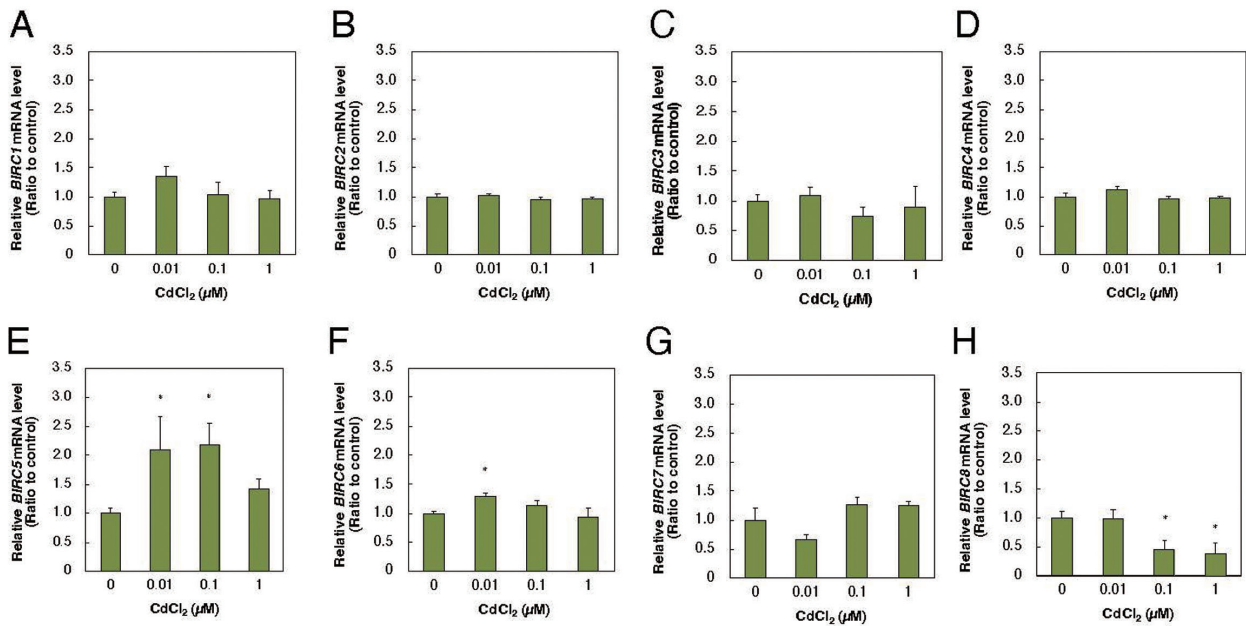 A
Relative BIRC1 mRNA level
(Ratio to control)
3.5
3.0
2.5
2.0
1.5
1.0
0.5
0
0 0.01 0.1 1
CdCl₂ (µM)
B
Relative BIRC2 mRNA level
(Ratio to control)
3.5
3.0
2.5
2.0
1.5
1.0
0.5
0
0 0.01 0.1 1
CdCl₂ (µM)
C
Relative BIRC3 mRNA level
(Ratio to control)
3.5
3.0
2.5
2.0
1.5
1.0
0.5
0
0 0.01 0.1 1
CdCl₂ (µM)
D
Relative BIRC4 mRNA level
(Ratio to control)
3.5
3.0
2.5
2.0
1.5
1.0
0.5
0
0 0.01 0.1 1
CdCl₂ (µM)
E
Relative BIRC5 mRNA level
(Ratio to control)
3.5
3.0
2.5
2.0
1.5
1.0
0.5
0
* *
0 0.01 0.1 1
CdCl₂ (µM)
F
Relative BIRC6 mRNA level
(Ratio to control)
3.5
3.0
2.5
2.0
1.5
1.0
0.5
0
*
0 0.01 0.1 1
CdCl₂ (µM)
G
Relative BIRC7 mRNA level
(Ratio to control)
3.5
3.0
2.5
2.0
1.5
1.0
0.5
0
0 0.01 0.1 1
CdCl₂ (µM)
H
Relative BIRC8 mRNA level
(Ratio to control)
3.5
3.0
2.5
2.0
1.5
1.0
0.5
0
* *
0 0.01 0.1 1
CdCl₂ (µM)